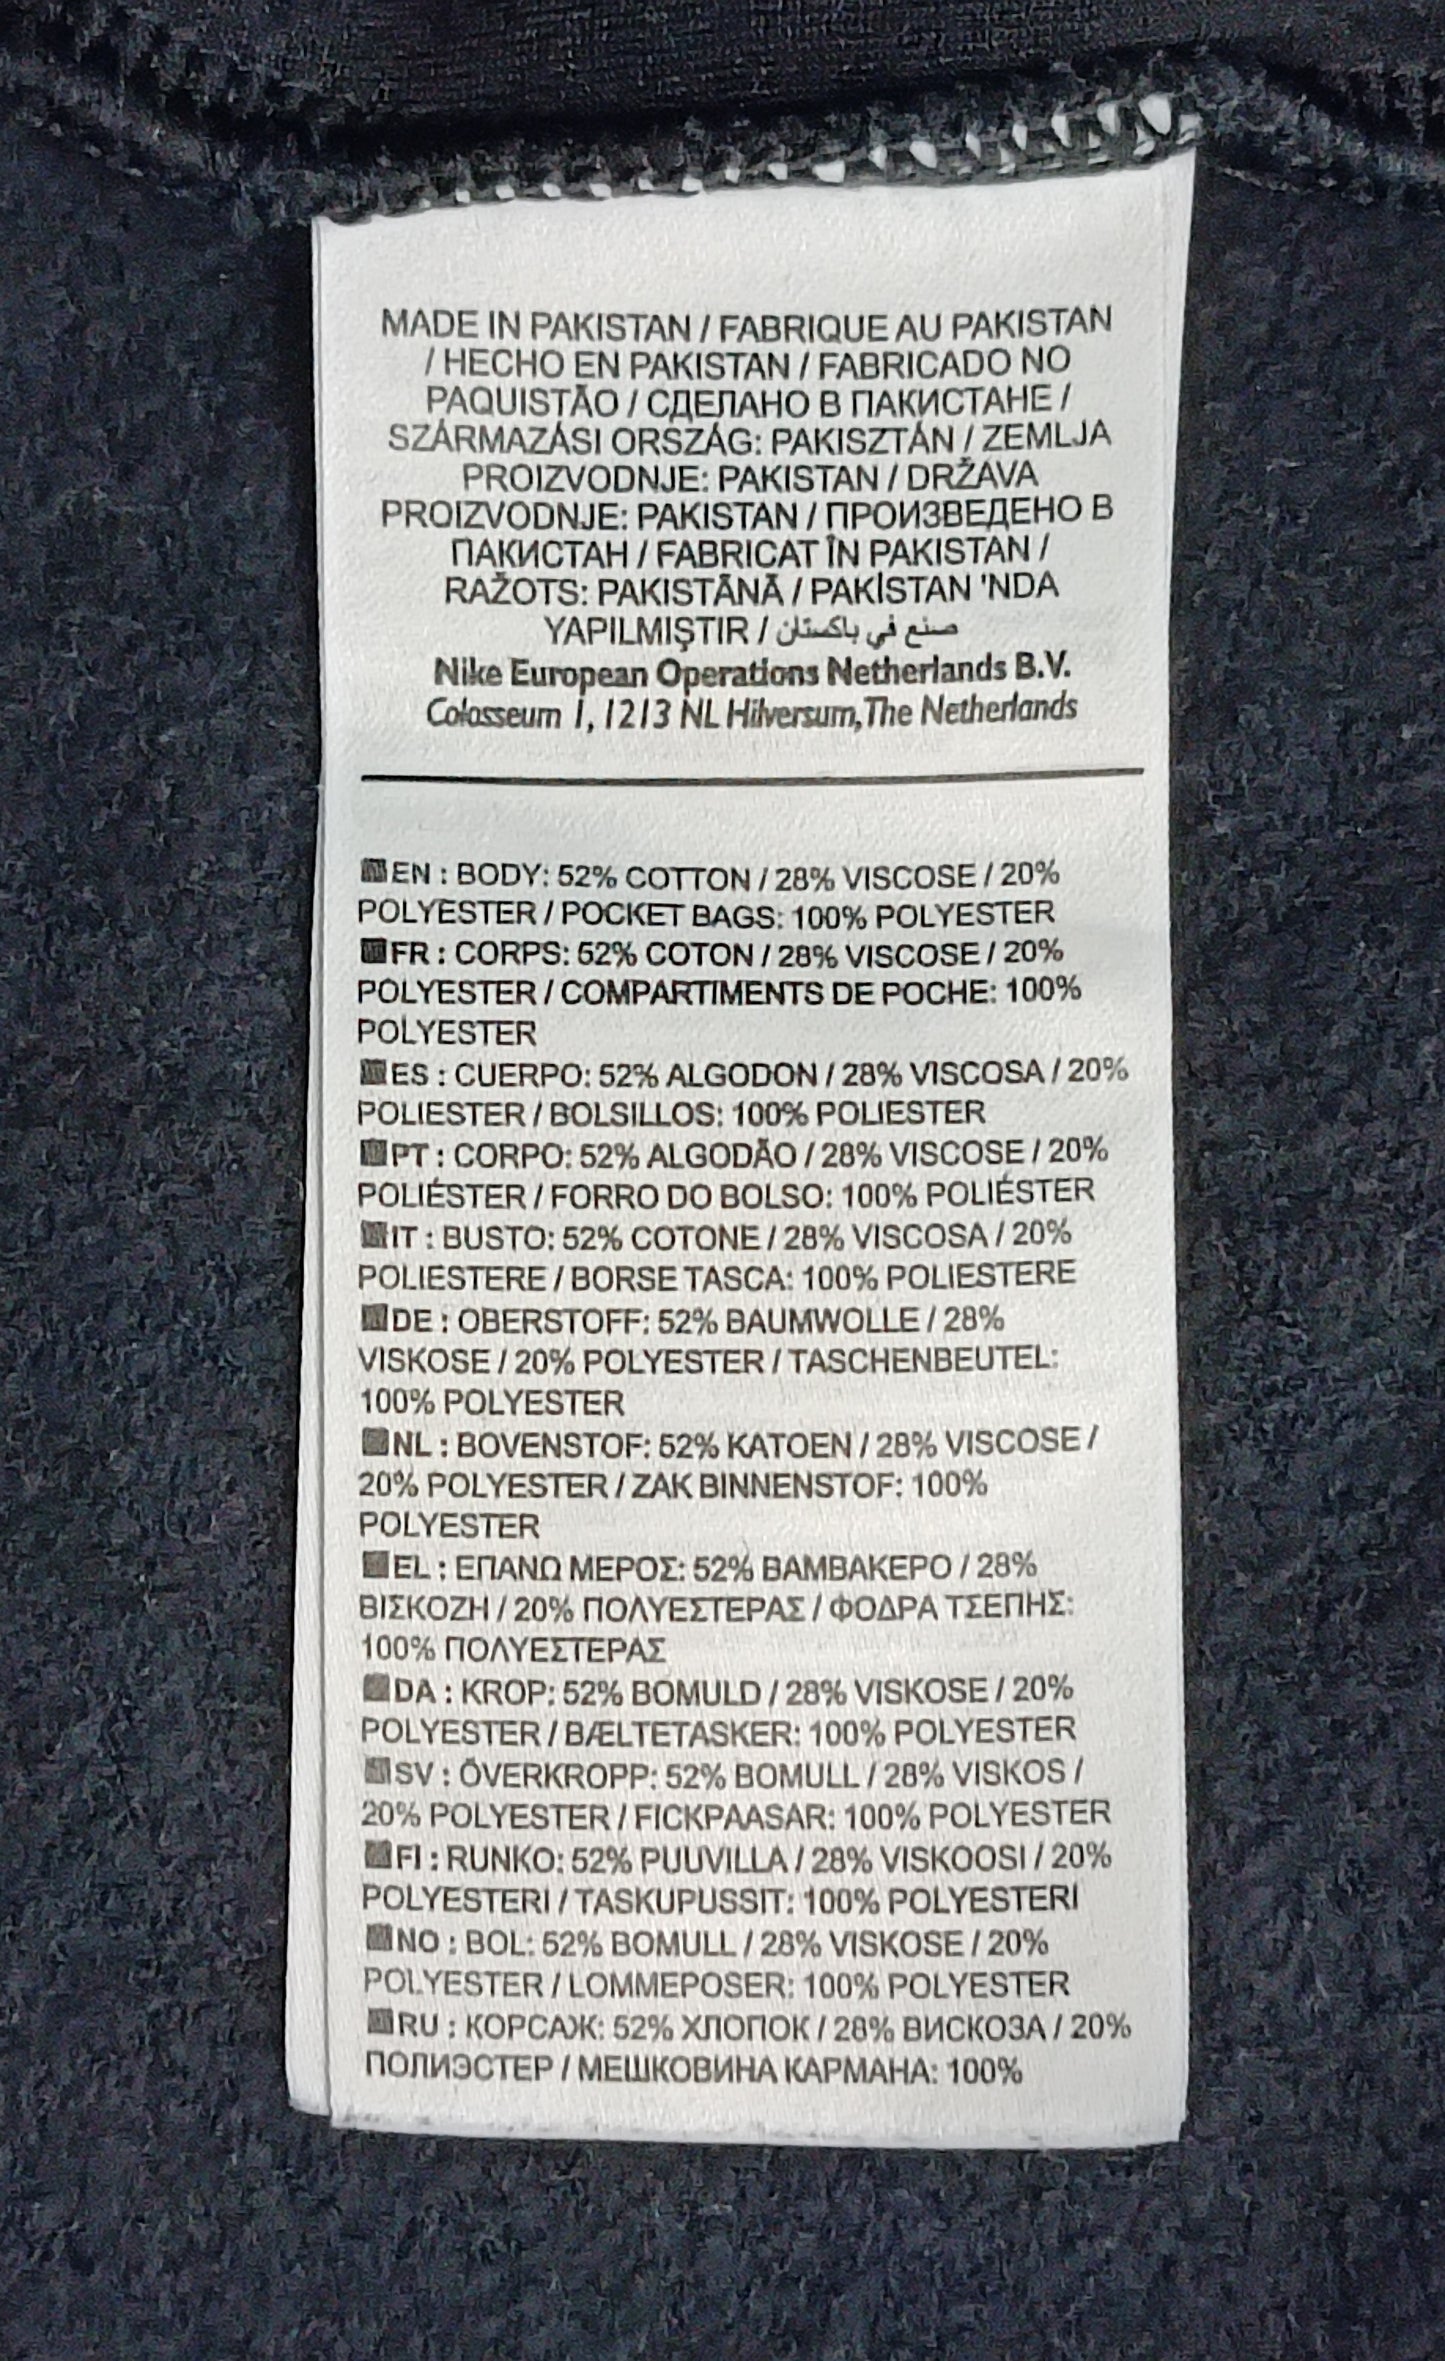 MADE IN PAKISTAN / FABRIQUE AU PAKISTAN
/ HECHO EN PAKISTAN / FABRICADO NO
PAQUISTÃO / СДЕЛАНО В ПАКИСТАНЕ /
SZÁRMAZÁSI ORSZÁG: PAKISZTÁN / ZEMLJA
PROIZVODNJE: PAKISTAN / DRŽAVA
PROIZVODNJE: PAKISTAN / ПРОИЗВЕДЕНО В
ПАКИСТАН / FABRICAT ÎN PAKISTAN /
RAŽOTS: PAKISTĀNĀ / PAKİSTAN 'NDA
YAPILMIŞTIR / صنع في باكستان
Nike European Operations Netherlands B.V.
Colosseum 1, 1213 NL Hilversum, The Netherlands
EN : BODY: 52% COTTON / 28% VISCOSE / 20%
POLYESTER / POCKET BAGS: 100% POLYESTER
FR : CORPS: 52% COTON / 28% VISCOSE / 20%
POLYESTER / COMPARTIMENTS DE POCHE: 100%
POLYESTER
ES : CUERPO: 52% ALGODON / 28% VISCOSA / 20%
POLIESTER / BOLSILLOS: 100% POLIESTER
PT : CORPO: 52% ALGODÃO / 28% VISCOSE / 20%
POLIÉSTER / FORRO DO BOLSO: 100% POLIÉSTER
IT : BUSTO: 52% COTONE / 28% VISCOSA / 20%
POLIESTERE / BORSE TASCA: 100% POLIESTERE
DE : OBERSTOFF: 52% BAUMWOLLE / 28%
VISKOSE / 20% POLYESTER / TASCHENBEUTEL:
100% POLYESTER
NL : BOVENSTOF: 52% KATOEN / 28% VISCOSE /
20% POLYESTER / ZAK BINNENSTOF: 100%
POLYESTER
EL : ΕΠΑΝΩ ΜΕΡΟΣ: 52% ΒΑΜΒΑΚΕΡΟ / 28%
ΒΙΣΚΟΖΗ / 20% ΠΟΛΥΕΣΤΕΡΑΣ / ΦΟΔΡΑ ΤΣΕΠΗΣ:
100% ΠΟΛΥΕΣΤΕΡΑΣ
DA : KROP: 52% BOMULD / 28% VISKOSE / 20%
POLYESTER / BÆLTETASKER: 100% POLYESTER
SV : ÖVERKROPP: 52% BOMULL / 28% VISKOS /
20% POLYESTER / FICKPAASAR: 100% POLYESTER
FI : RUNKO: 52% PUUVILLA / 28% VISKOOSI / 20%
POLYESTERI / TASKUPUSSIT: 100% POLYESTERI
NO : BOL: 52% BOMULL / 28% VISKOSE / 20%
POLYESTER / LOMMEPOSER: 100% POLYESTER
RU : КОРСАЖ: 52% ХЛОПОК / 28% ВИСКОЗА / 20%
ПОЛИЭСТЕР / МЕШКОВИНА КАРМАНА: 100%